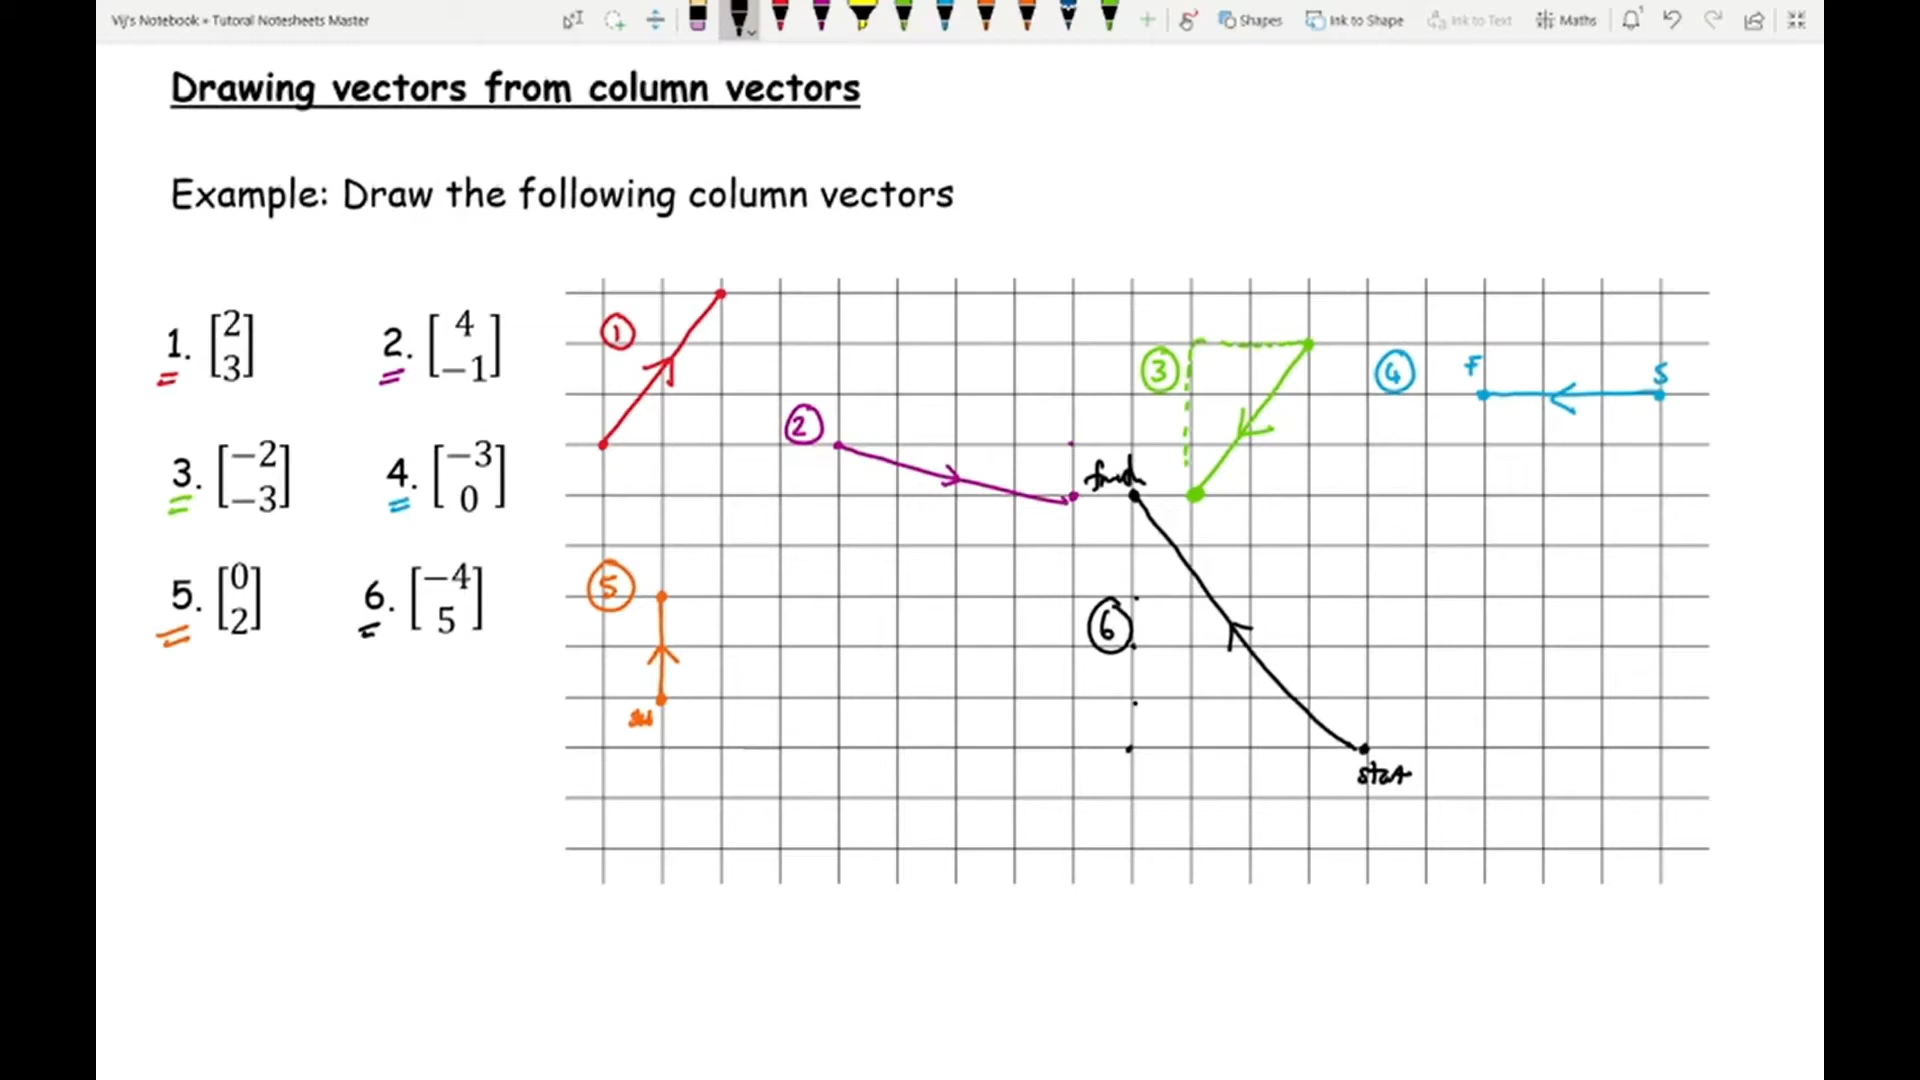 Vij's Notebook » Tutoral Notesheets Master
Shapes Ink to Shape Ink to Text Maths
Drawing vectors from column vectors
Example: Draw the following column vectors
1. [2 3] 2. [4 −1]
3. [−2 −3] 4. [−3 0]
5. [0 2] 6. [−4 5]
1
2
3
4
F
S
finish
5
6
start